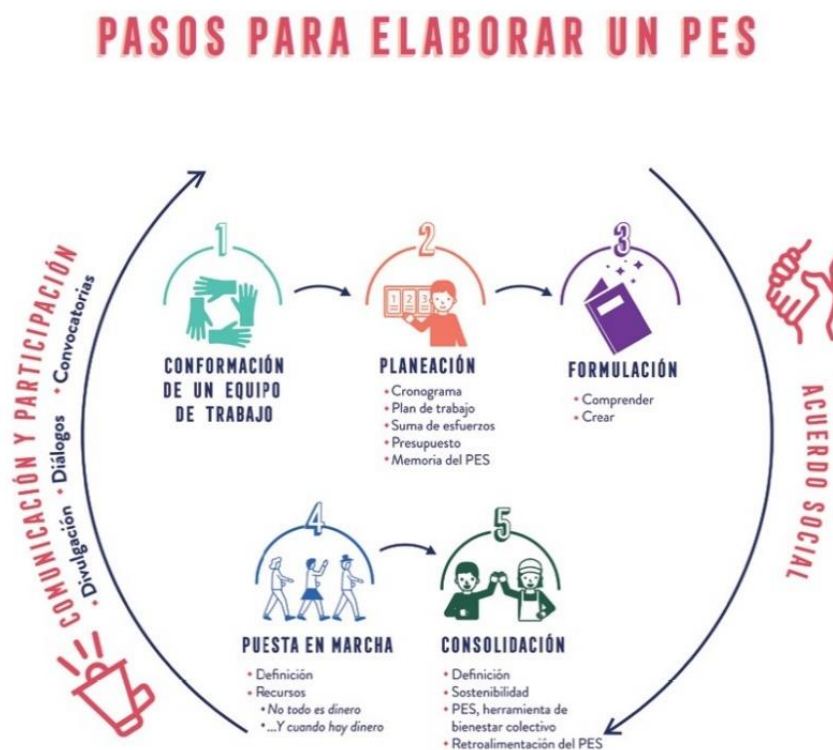 PASOS PARA ELABORAR UN PES
COMUNICACIÓN Y PARTICIPACIÓN
• Divulgación • Diálogos • Convocatorias
1
CONFORMACIÓN
DE UN EQUIPO
DE TRABAJO
2
1 2 3
PLANEACIÓN
• Cronograma
• Plan de trabajo
• Suma de esfuerzos
• Presupuesto
• Memoria del PES
3
FORMULACIÓN
• Comprender
• Crear
4
PUESTA EN MARCHA
• Definición
• Recursos
• No todo es dinero
• ...Y cuando hay dinero
5
CONSOLIDACIÓN
• Definición
• Sostenibilidad
• PES, herramienta de
bienestar colectivo
• Retroalimentación del PES
ACUERDO SOCIAL